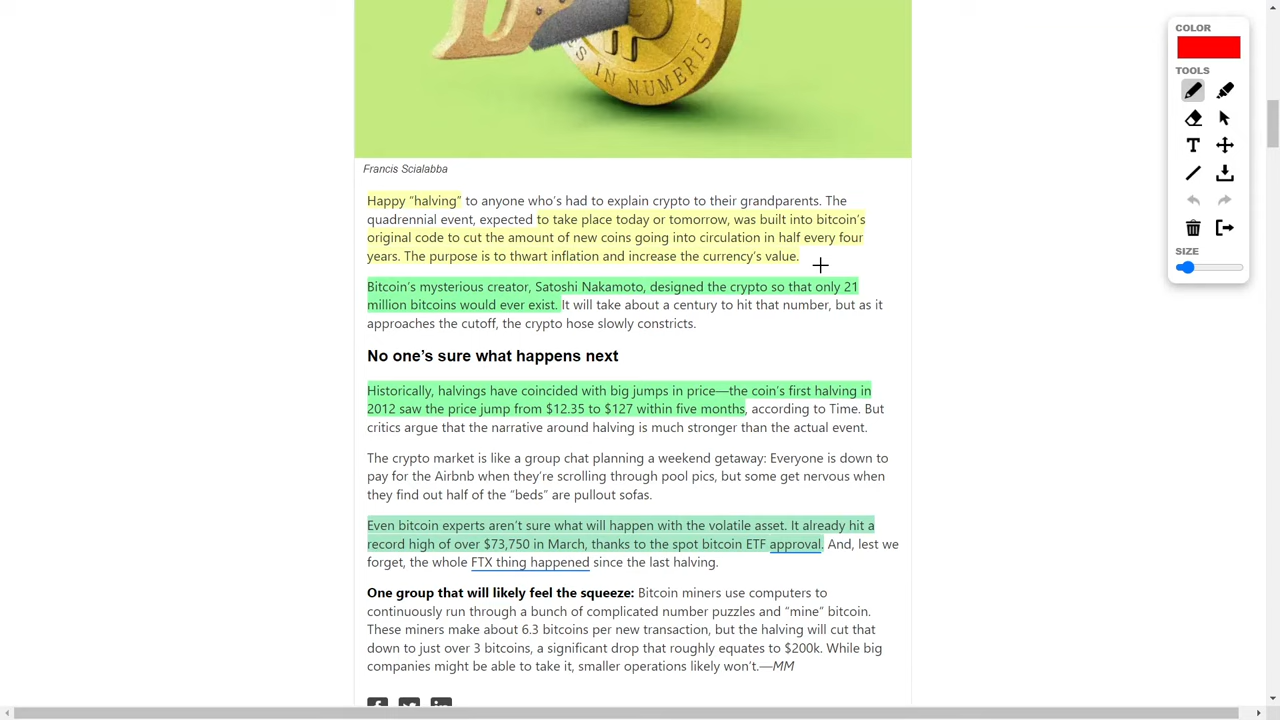 S IN NUMERIS
COLOR
TOOLS
T
SIZE
Francis Scialabba
Happy “halving” to anyone who’s had to explain crypto to their grandparents. The
quadrennial event, expected to take place today or tomorrow, was built into bitcoin’s
original code to cut the amount of new coins going into circulation in half every four
years. The purpose is to thwart inflation and increase the currency’s value.
Bitcoin’s mysterious creator, Satoshi Nakamoto, designed the crypto so that only 21
million bitcoins would ever exist. It will take about a century to hit that number, but as it
approaches the cutoff, the crypto hose slowly constricts.
No one’s sure what happens next
Historically, halvings have coincided with big jumps in price—the coin’s first halving in
2012 saw the price jump from $12.35 to $127 within five months, according to Time. But
critics argue that the narrative around halving is much stronger than the actual event.
The crypto market is like a group chat planning a weekend getaway: Everyone is down to
pay for the Airbnb when they’re scrolling through pool pics, but some get nervous when
they find out half of the “beds” are pullout sofas.
Even bitcoin experts aren’t sure what will happen with the volatile asset. It already hit a
record high of over $73,750 in March, thanks to the spot bitcoin ETF approval. And, lest we
forget, the whole FTX thing happened since the last halving.
One group that will likely feel the squeeze: Bitcoin miners use computers to
continuously run through a bunch of complicated number puzzles and “mine” bitcoin.
These miners make about 6.3 bitcoins per new transaction, but the halving will cut that
down to just over 3 bitcoins, a significant drop that roughly equates to $200k. While big
companies might be able to take it, smaller operations likely won’t.—MM